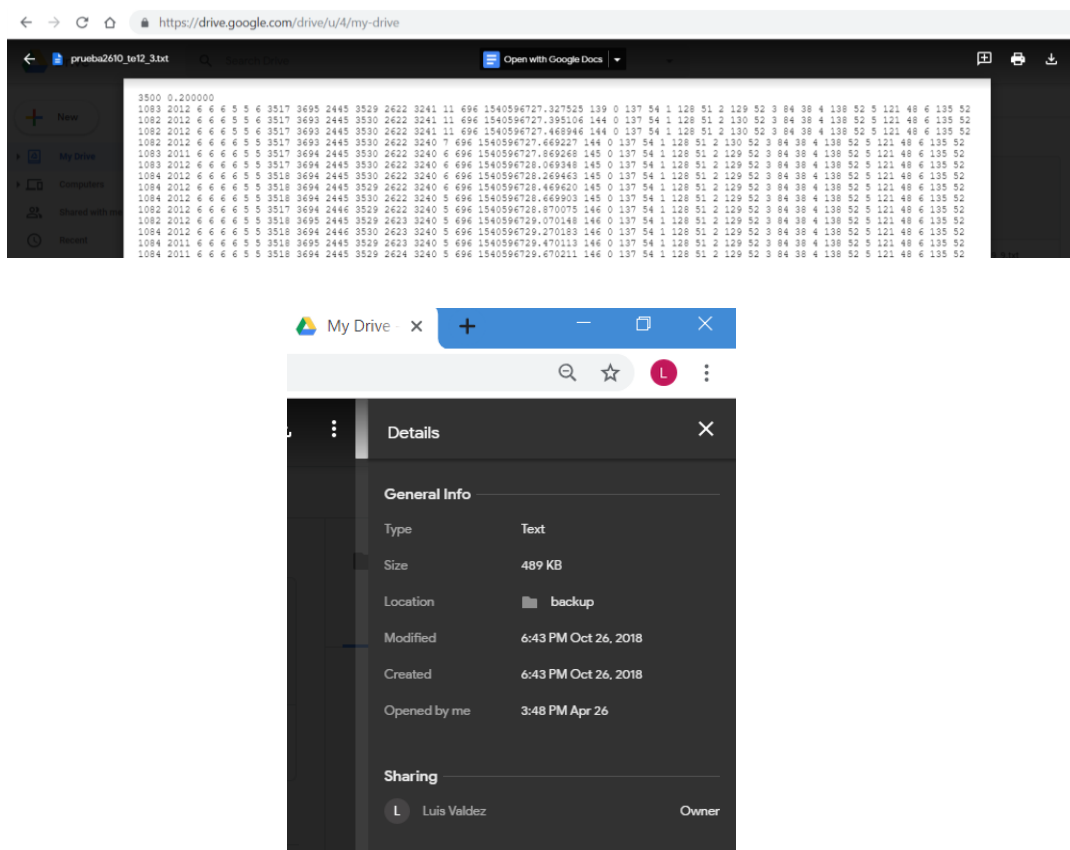 https://drive.google.com/drive/u/4/my-drive
prueba2610_te12_3.txt
Search Drive
Open with Google Docs
3500 0.200000
1083 2012 6 6 6 5 5 6 3517 3695 2445 3529 2622 3241 11 696 1540596727.327525 139 0 137 54 1 128 51 2 129 52 3 84 38 4 138 52 5 121 48 6 135 52
1082 2012 6 6 6 5 5 6 3517 3693 2445 3530 2622 3241 11 696 1540596727.395106 144 0 137 54 1 128 51 2 130 52 3 84 38 4 138 52 5 121 48 6 135 52
1082 2012 6 6 6 5 5 6 3517 3693 2445 3530 2622 3241 11 696 1540596727.468946 144 0 137 54 1 128 51 2 130 52 3 84 38 4 138 52 5 121 48 6 135 52
1082 2012 6 6 6 6 5 5 3517 3693 2445 3530 2622 3240 7 696 1540596727.669227 144 0 137 54 1 128 51 2 130 52 3 84 38 4 138 52 5 121 48 6 135 52
1083 2011 6 6 6 6 5 5 3517 3694 2445 3530 2622 3240 6 696 1540596727.869268 145 0 137 54 1 128 51 2 129 52 3 84 38 4 138 52 5 121 48 6 135 52
1083 2012 6 6 6 6 5 5 3517 3694 2445 3530 2622 3240 6 696 1540596728.069348 145 0 137 54 1 128 51 2 129 52 3 84 38 4 138 52 5 121 48 6 135 52
1084 2012 6 6 6 6 5 5 3518 3694 2445 3530 2622 3240 6 696 1540596728.269463 145 0 137 54 1 128 51 2 129 52 3 84 38 4 138 52 5 121 48 6 135 52
1084 2012 6 6 6 6 5 5 3518 3694 2445 3529 2622 3240 6 696 1540596728.469620 145 0 137 54 1 128 51 2 129 52 3 84 38 4 138 52 5 121 48 6 135 52
1084 2012 6 6 6 6 5 5 3518 3694 2445 3530 2622 3240 5 696 1540596728.669903 145 0 137 54 1 128 51 2 129 52 3 84 38 4 138 52 5 121 48 6 135 52
1082 2012 6 6 6 6 5 5 3517 3694 2446 3529 2622 3240 5 696 1540596728.870075 146 0 137 54 1 128 51 2 129 52 3 84 38 4 138 52 5 121 48 6 135 52
1082 2012 6 6 6 6 5 5 3518 3695 2445 3529 2623 3240 5 696 1540596729.070148 146 0 137 54 1 128 51 2 129 52 3 84 38 4 138 52 5 121 48 6 135 52
1084 2012 6 6 6 6 5 5 3518 3694 2446 3530 2623 3240 5 696 1540596729.270183 146 0 137 54 1 128 51 2 129 52 3 84 38 4 138 52 5 121 48 6 135 52
1084 2011 6 6 6 6 5 5 3518 3695 2445 3529 2623 3240 5 696 1540596729.470113 146 0 137 54 1 128 51 2 129 52 3 84 38 4 138 52 5 121 48 6 135 52
1084 2011 6 6 6 6 5 5 3518 3694 2445 3529 2624 3240 5 696 1540596729.670211 146 0 137 54 1 128 51 2 129 52 3 84 38 4 138 52 5 121 48 6 135 52
New
My Drive
Computers
Shared with me
Recent
My Drive -
L
Details
General Info
Type Text
Size 489 KB
Location backup
Modified 6:43 PM Oct 26, 2018
Created 6:43 PM Oct 26, 2018
Opened by me 3:48 PM Apr 26
Sharing
L Luis Valdez Owner